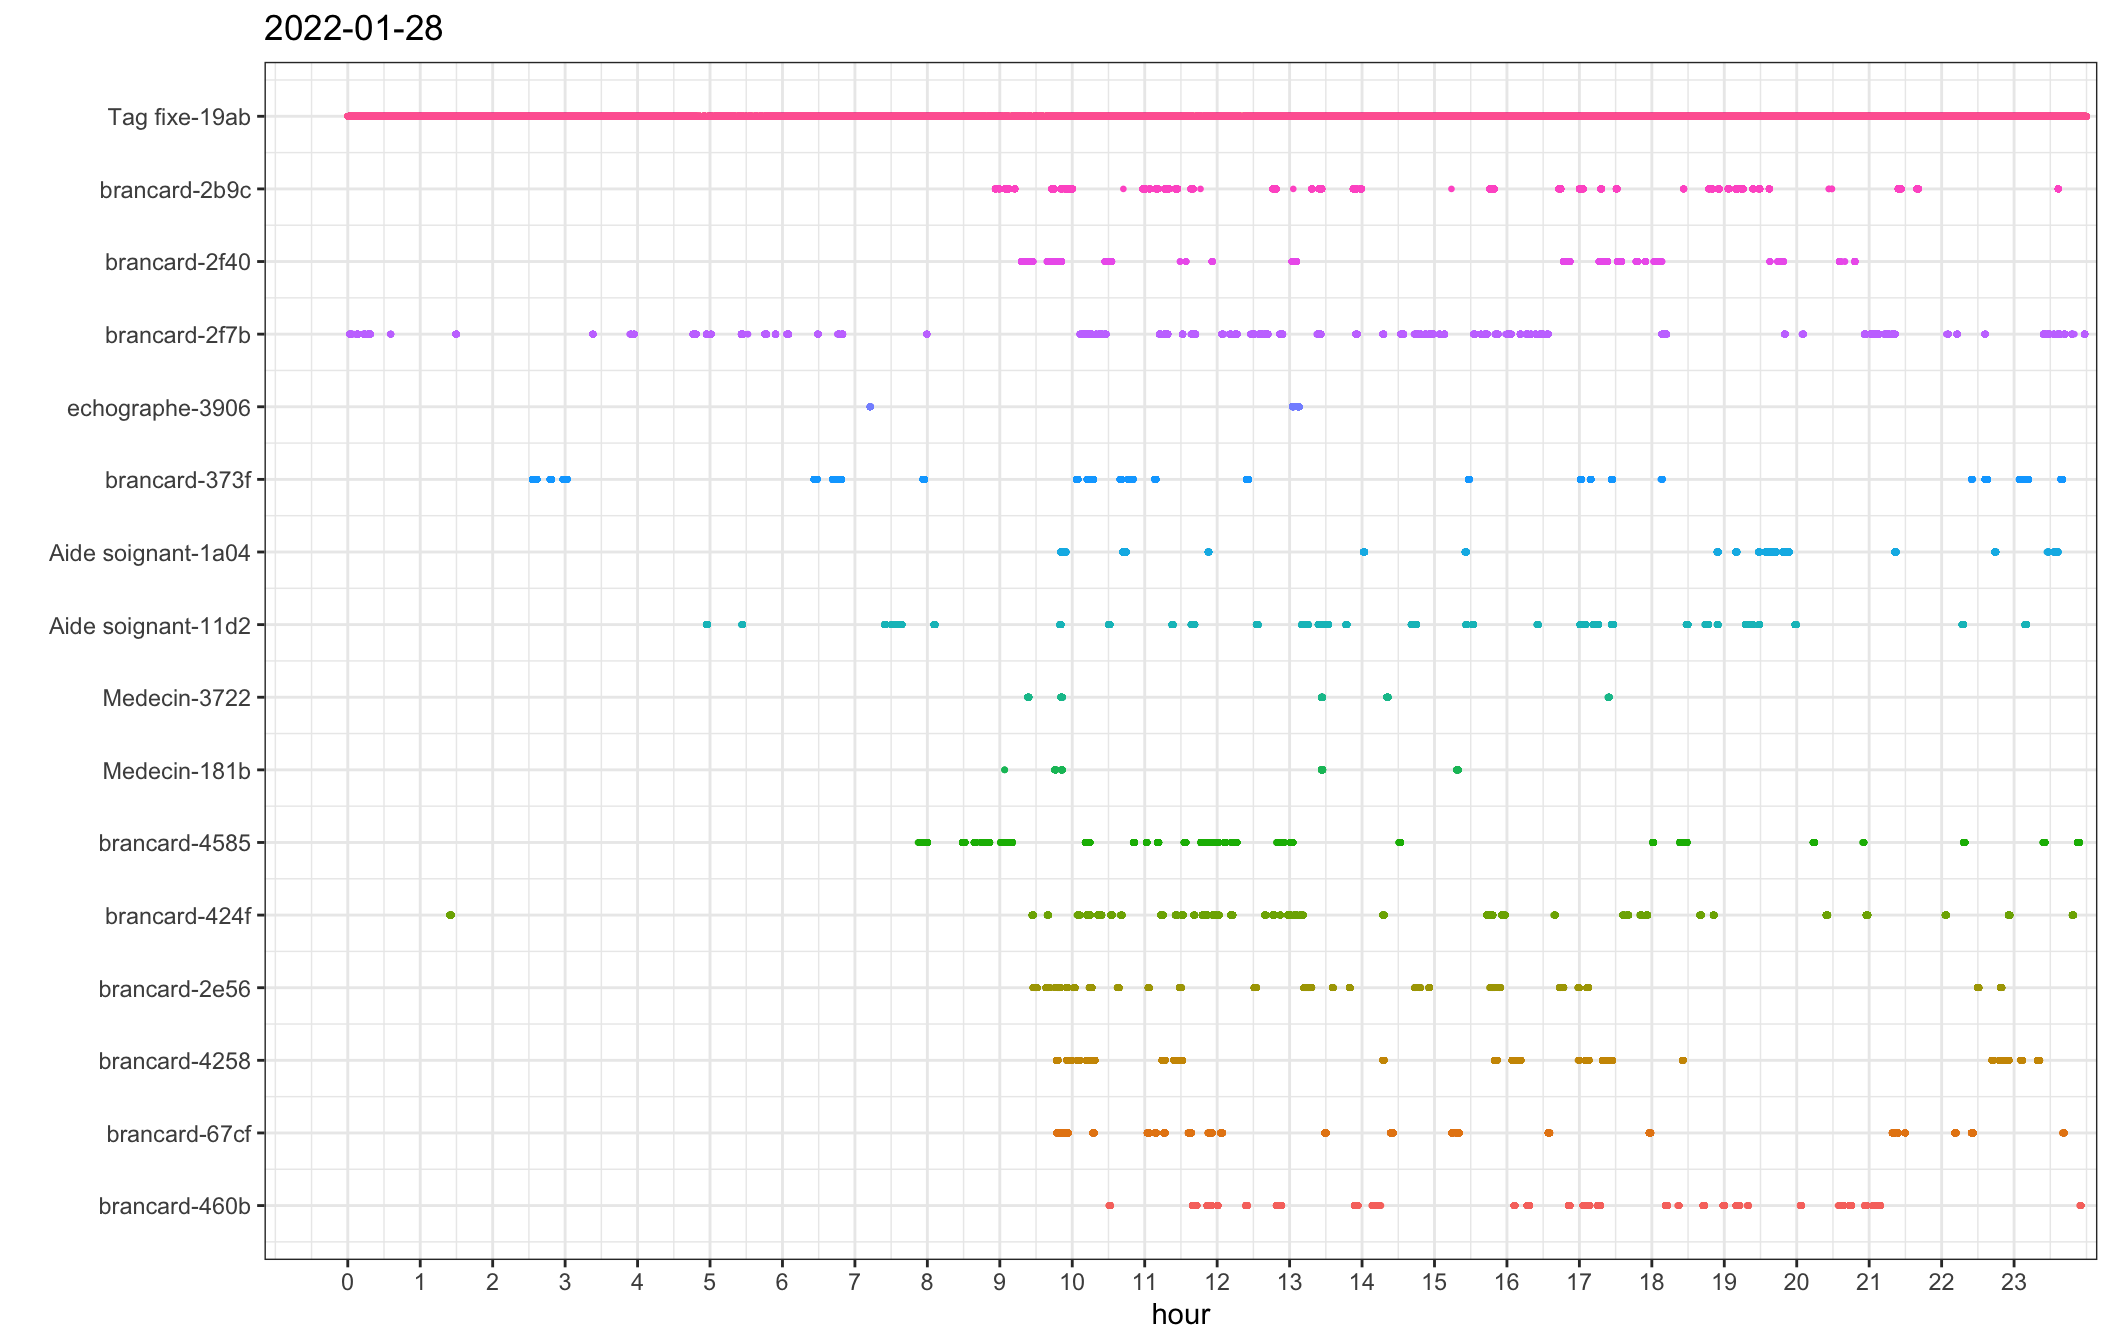 2022-01-28
Tag fixe-19ab
brancard-2b9c
brancard-2f40
brancard-2f7b
echographe-3906
brancard-373f
Aide soignant-1a04
Aide soignant-11d2
Medecin-3722
Medecin-181b
brancard-4585
brancard-424f
brancard-2e56
brancard-4258
brancard-67cf
brancard-460b
0 1 2 3 4 5 6 7 8 9 10 11 12 13 14 15 16 17 18 19 20 21 22 23
hour